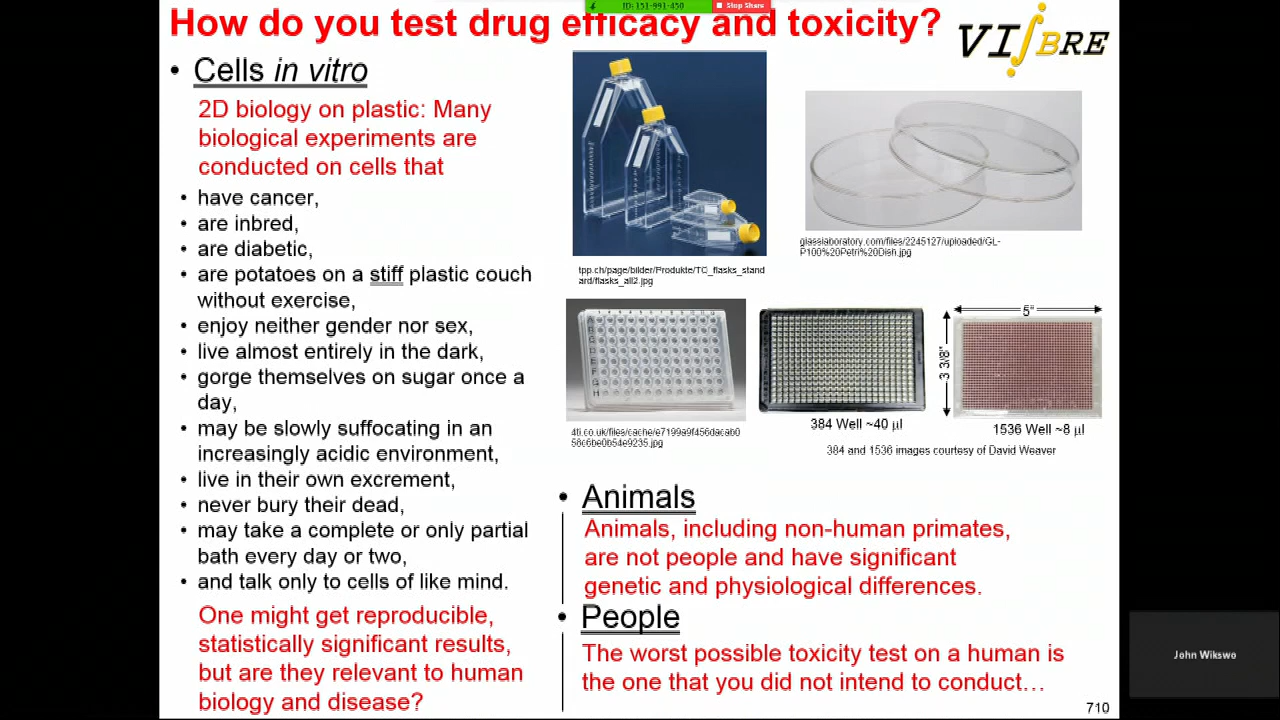 ID: 151-991-450
Stop Share
How do you test drug efficacy and toxicity?
VIIBRE
• Cells in vitro
2D biology on plastic: Many
biological experiments are
conducted on cells that
• have cancer,
• are inbred,
• are diabetic,
• are potatoes on a stiff plastic couch
without exercise,
• enjoy neither gender nor sex,
• live almost entirely in the dark,
• gorge themselves on sugar once a
day,
• may be slowly suffocating in an
increasingly acidic environment,
• live in their own excrement,
• never bury their dead,
• may take a complete or only partial
bath every day or two,
• and talk only to cells of like mind.
One might get reproducible,
statistically significant results,
but are they relevant to human
biology and disease?
tpp.ch/page/bilder/Produkte/TC_flasks_stand
ard/flasks_all2.jpg
glasslaboratory.com/files/2245127/uploaded/GL-
P100%20Petri%20Dish.jpg
4ti.co.uk/files/cache/e7199a9f456dacab0
58c6be0b54e9235.jpg
384 Well ~40 µl
5"
3 3/8"
1536 Well ~8 µl
384 and 1536 images courtesy of David Weaver
• Animals
Animals, including non-human primates,
are not people and have significant
genetic and physiological differences.
• People
The worst possible toxicity test on a human is
the one that you did not intend to conduct…
710
John Wikswo